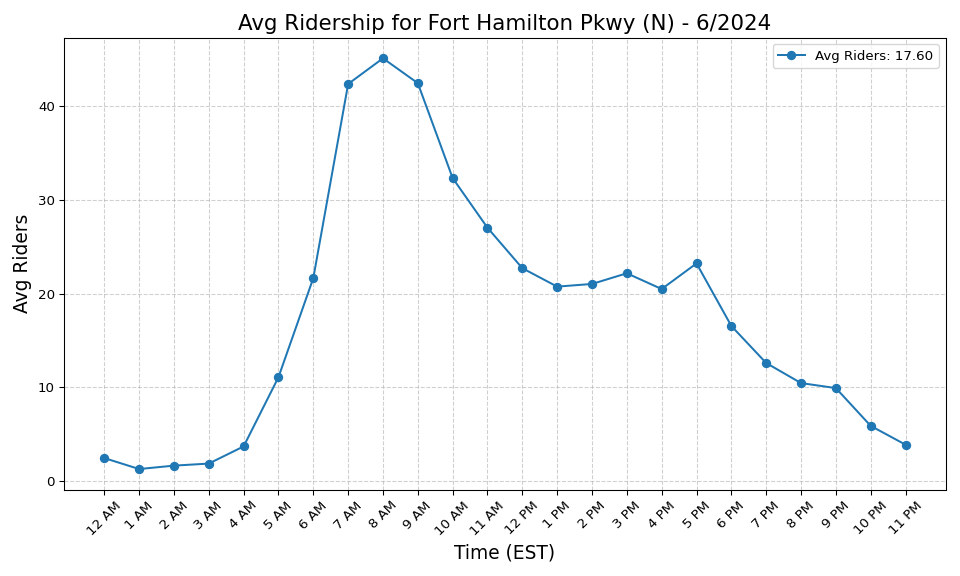 Avg Ridership for Fort Hamilton Pkwy (N) - 6/2024
Avg Riders: 17.60
Avg Riders
40
30
20
10
0
12 AM 1 AM 2 AM 3 AM 4 AM 5 AM 6 AM 7 AM 8 AM 9 AM 10 AM 11 AM 12 PM 1 PM 2 PM 3 PM 4 PM 5 PM 6 PM 7 PM 8 PM 9 PM 10 PM 11 PM
Time (EST)